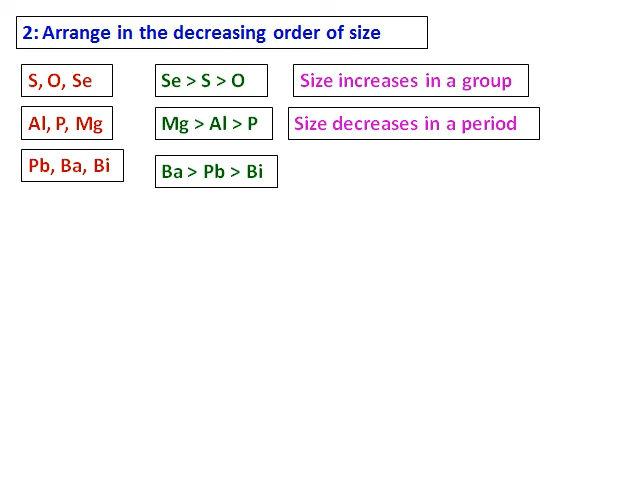 2: Arrange in the decreasing order of size
S, O, Se Se > S > O Size increases in a group
Al, P, Mg Mg > Al > P Size decreases in a period
Pb, Ba, Bi Ba > Pb > Bi